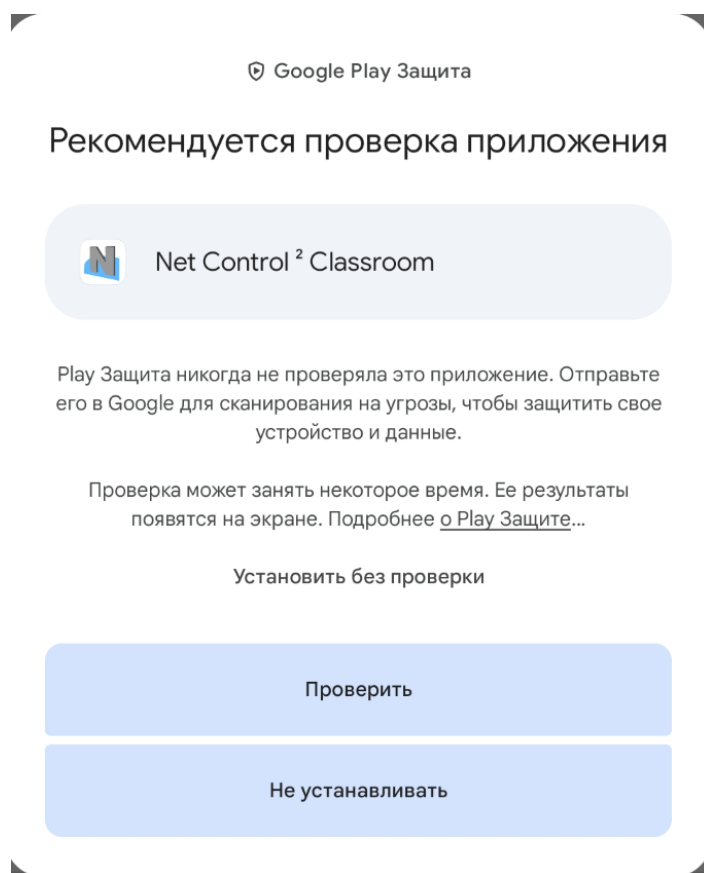 Google Play Защита
Рекомендуется проверка приложения
Net Control ² Classroom
Play Защита никогда не проверяла это приложение. Отправьте
его в Google для сканирования на угрозы, чтобы защитить свое
устройство и данные.
Проверка может занять некоторое время. Ее результаты
появятся на экране. Подробнее о Play Защите...
Установить без проверки
Проверить
Не устанавливать